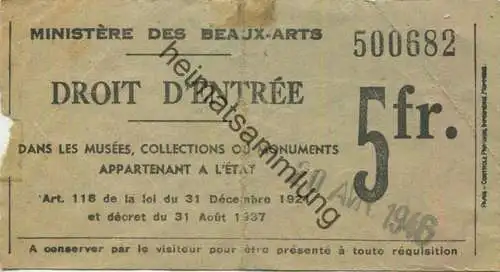 MINISTÈRE DES BEAUX-ARTS
500682
DROIT D'ENTRÉE
5 fr.
DANS LES MUSÉES, COLLECTIONS OU MONUMENTS
APPARTENANT A L'ÉTAT
Art. 118 de la loi du 31 Décembre 1921
et décret du 31 Août 1937
AVR 1946
A conserver par le visiteur pour être présenté à toute réquisition
heimatsammlung